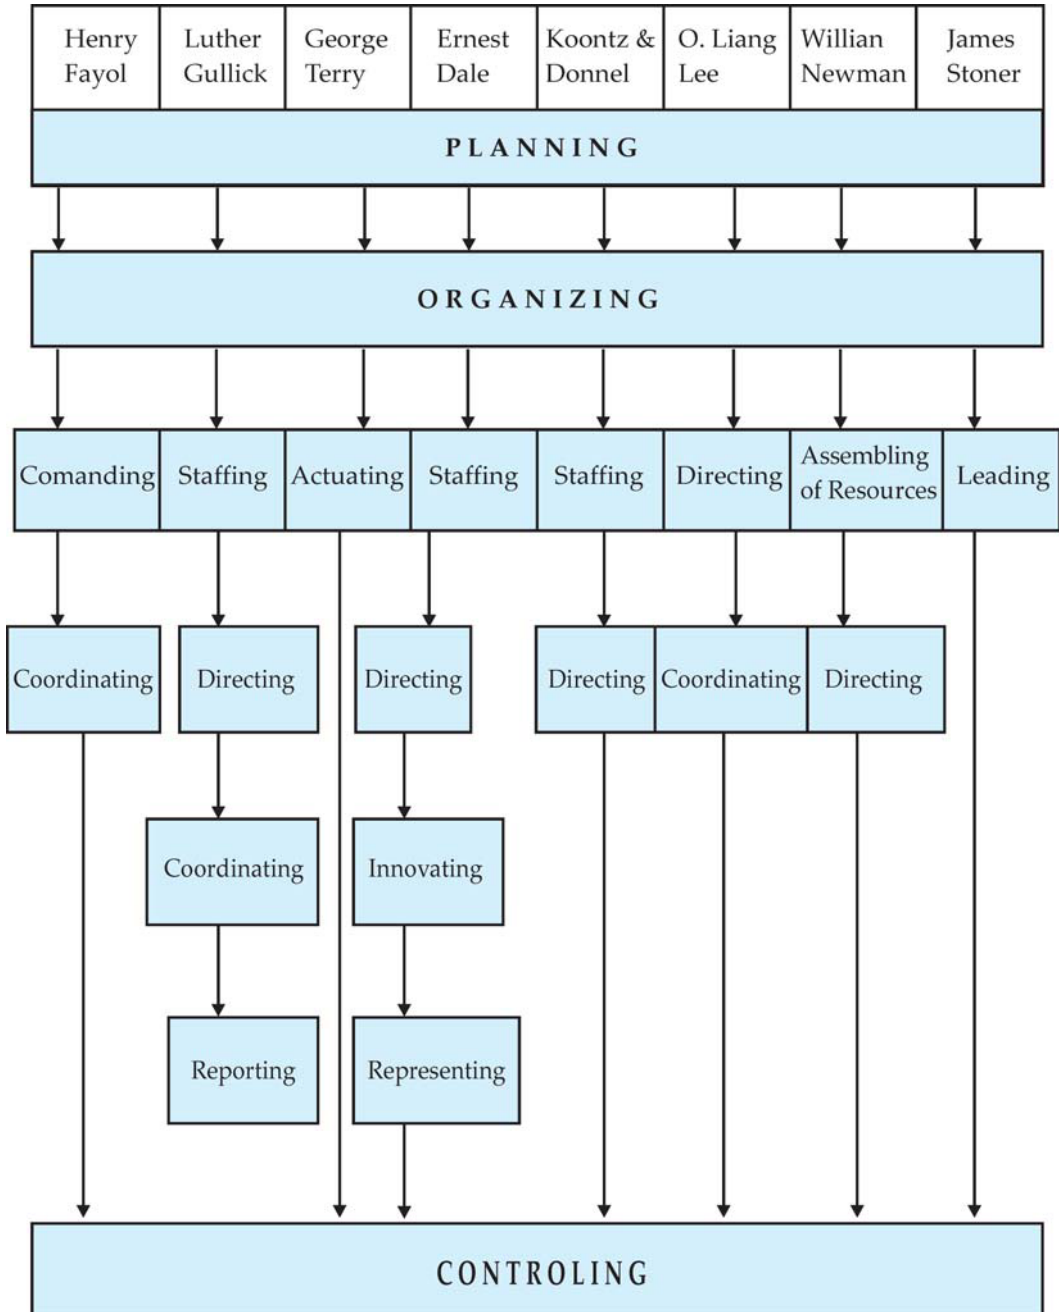 Henry
Fayol
Luther
Gullick
George
Terry
Ernest
Dale
Koontz &
Donnel
O. Liang
Lee
Willian
Newman
James
Stoner
PLANNING
ORGANIZING
Comanding
Staffing
Actuating
Staffing
Staffing
Directing
Assembling
of Resources
Leading
Coordinating
Directing
Directing
Directing
Coordinating
Directing
Coordinating
Innovating
Reporting
Representing
CONTROLING